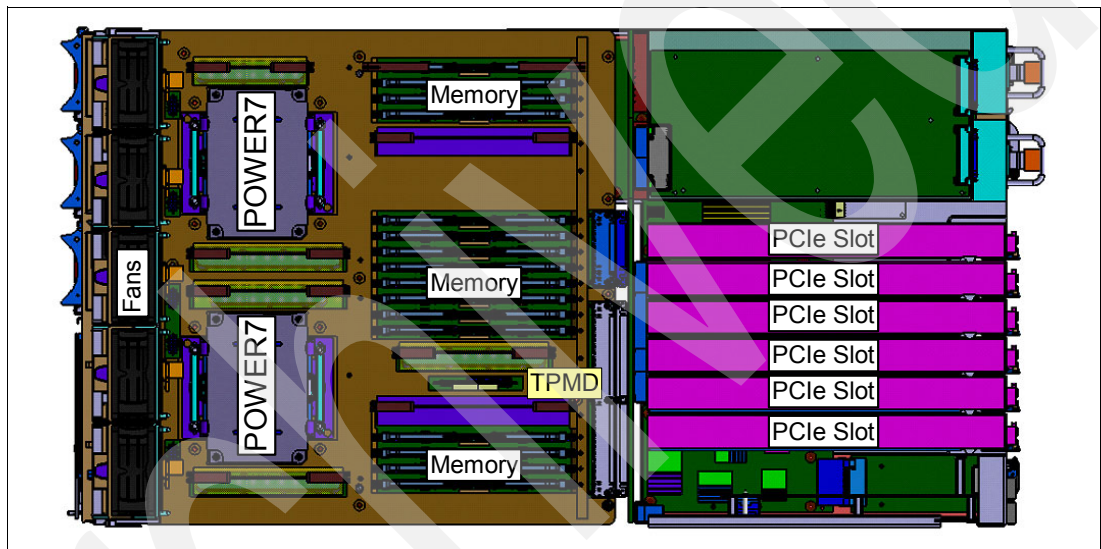 Fans
POWER7
POWER7
Memory
Memory
TPMD
Memory
PCIe Slot
PCIe Slot
PCIe Slot
PCIe Slot
PCIe Slot
PCIe Slot